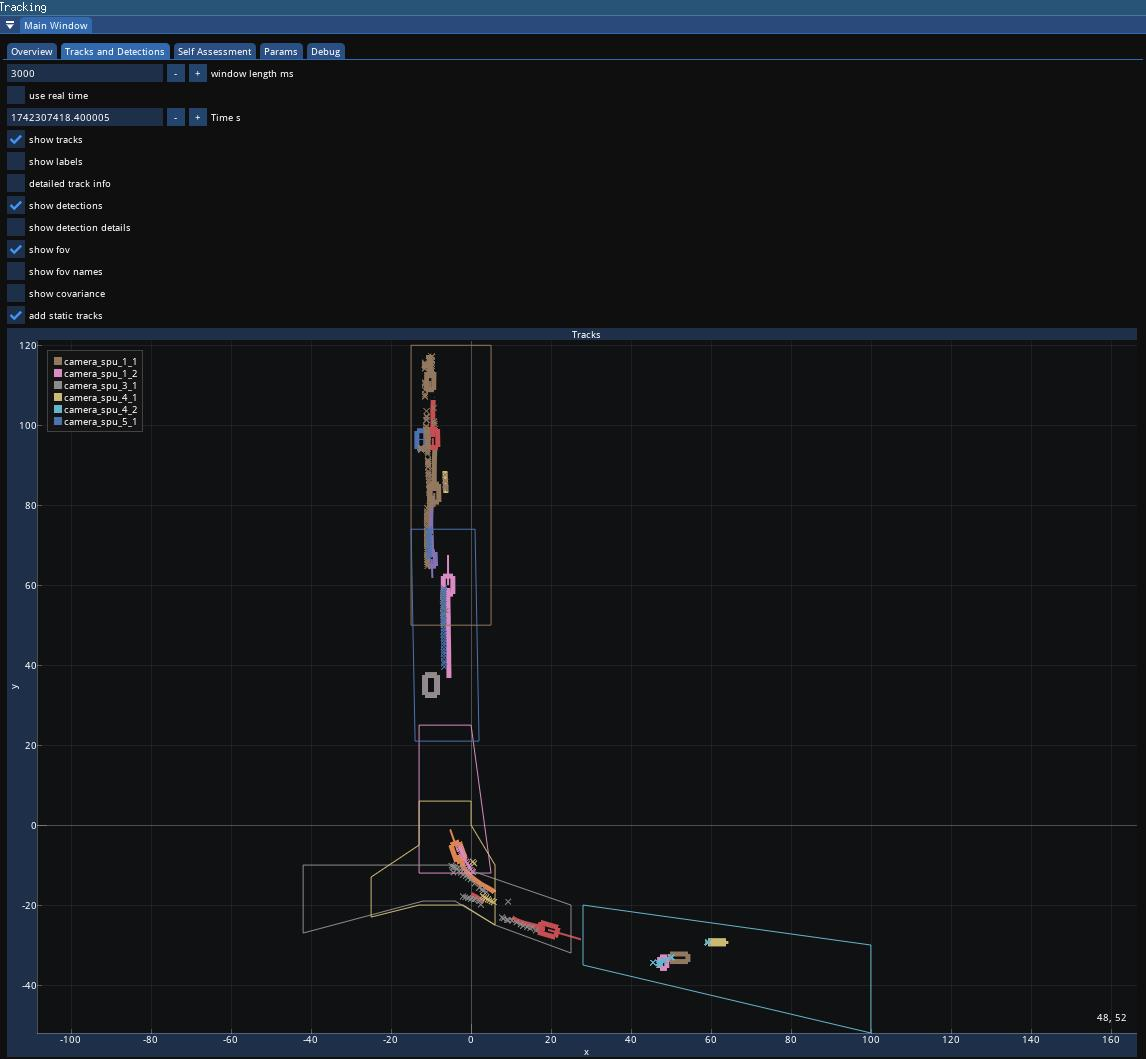 Tracking
Main Window
Overview Tracks and Detections Self Assessment Params Debug
3000 - + window length ms
use real time
1742307418.400005 - + Time s
show tracks
show labels
detailed track info
show detections
show detection details
show fov
show fov names
show covariance
add static tracks
Tracks
camera_spu_1_1
camera_spu_1_2
camera_spu_3_1
camera_spu_4_1
camera_spu_4_2
camera_spu_5_1
120
100
80
60
40
20
0
-20
-40
y
48, 52
-100 -80 -60 -40 -20 0 20 40 60 80 100 120 140 160
x